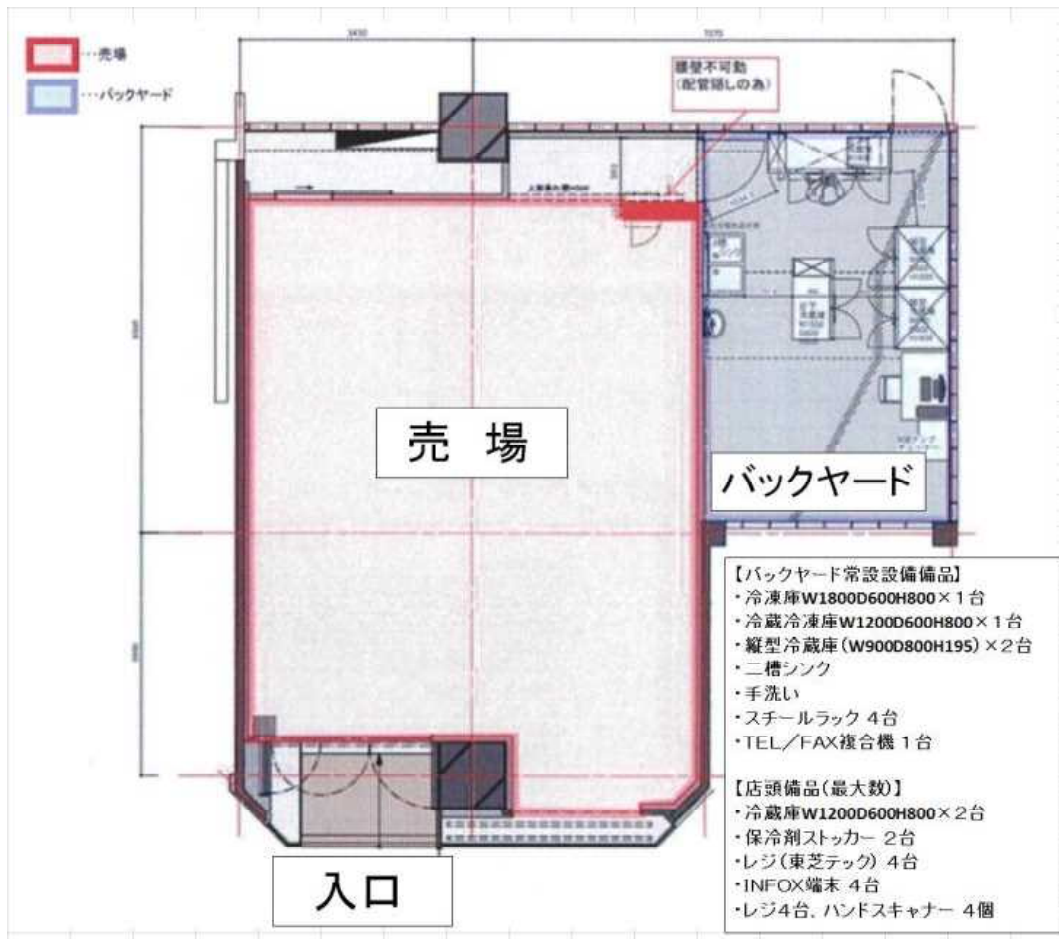 3430
7070
…売場
…バックヤード
腰壁不可動
(配管隠しの為)
売 場
バックヤード
【バックヤード常設設備備品】
・冷凍庫W1800D600H800×1台
・冷蔵冷凍庫W1200D600H800×1台
・縦型冷蔵庫(W900D800H195)×2台
・二槽シンク
・手洗い
・スチールラック 4台
・TEL／FAX複合機 1台
【店頭備品(最大数)】
・冷蔵庫W1200D600H800×2台
・保冷剤ストッカー 2台
・レジ(東芝テック) 4台
・INFOX端末 4台
・レジ4台、ハンドスキャナー 4個
入口